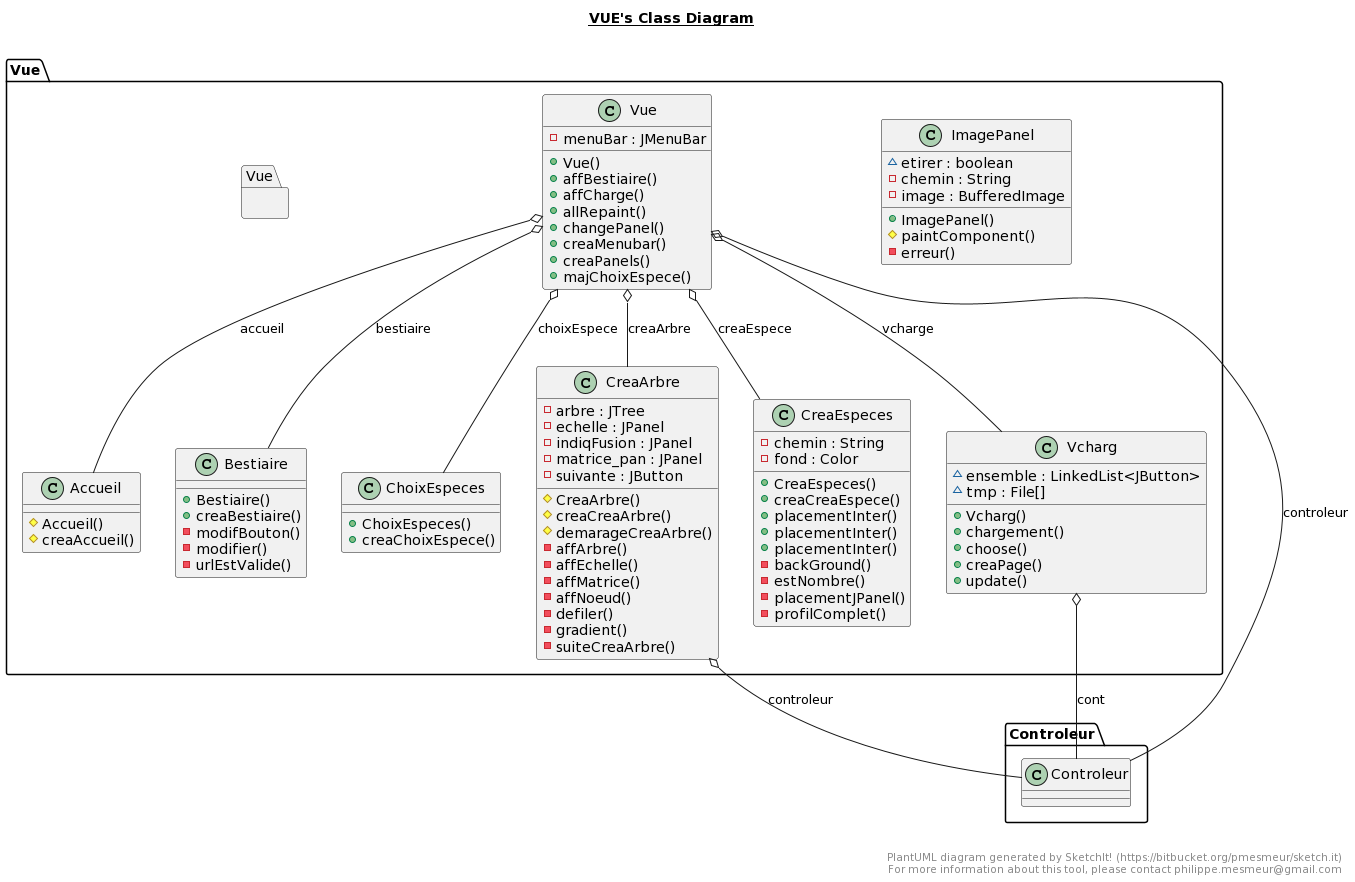 VUE's Class Diagram
Vue
Vue
C Vue
menuBar : JMenuBar
Vue()
affBestiaire()
affCharge()
allRepaint()
changePanel()
creaMenubar()
creaPanels()
majChoixEspece()
C ImagePanel
etirer : boolean
chemin : String
image : BufferedImage
ImagePanel()
paintComponent()
erreur()
accueil
bestiaire
choixEspece
creaArbre
creaEspece
vcharge
controleur
C Accueil
Accueil()
creaAccueil()
C Bestiaire
Bestiaire()
creaBestiaire()
modifBouton()
modifier()
urlEstValide()
C ChoixEspeces
ChoixEspeces()
creaChoixEspece()
C CreaArbre
arbre : JTree
echelle : JPanel
indiqFusion : JPanel
matrice_pan : JPanel
suivante : JButton
CreaArbre()
creaCreaArbre()
demarageCreaArbre()
affArbre()
affEchelle()
affMatrice()
affNoeud()
defiler()
gradient()
suiteCreaArbre()
C CreaEspeces
chemin : String
fond : Color
CreaEspeces()
creaCreaEspece()
placementInter()
placementInter()
placementInter()
backGround()
estNombre()
placementJPanel()
profilComplet()
C Vcharg
ensemble : LinkedList<JButton>
tmp : File[]
Vcharg()
chargement()
choose()
creaPage()
update()
controleur
cont
Controleur
C Controleur
PlantUML diagram generated by SketchIt! (https://bitbucket.org/pmesmeur/sketch.it)
For more information about this tool, please contact philippe.mesmeur@gmail.com